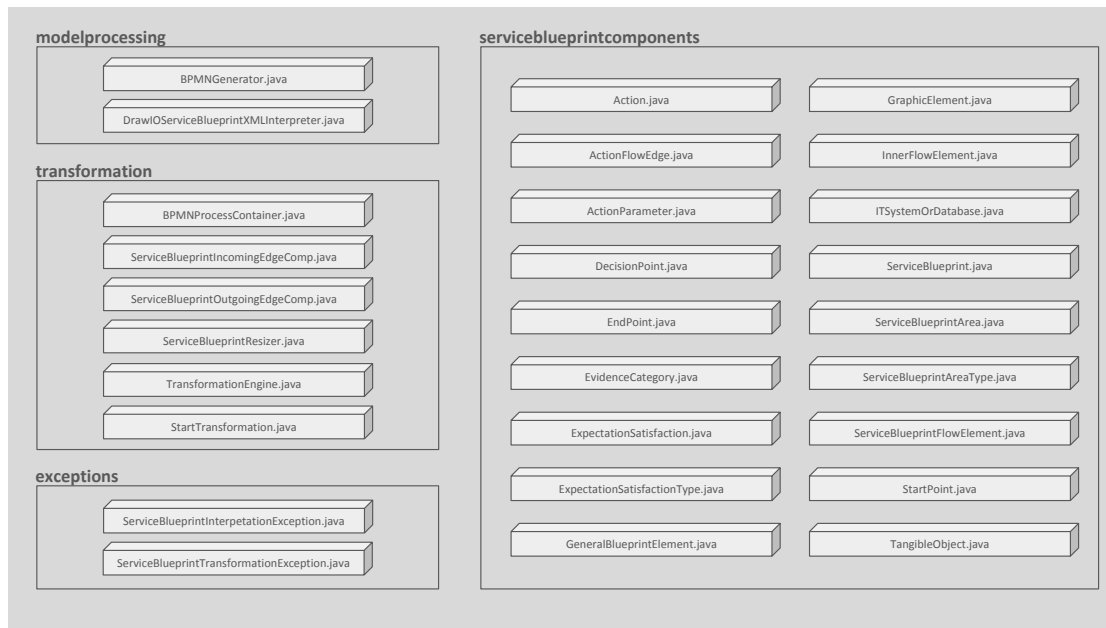 modelprocessing
BPMNGenerator.java
DrawIOServiceBlueprintXMLInterpreter.java
transformation
BPMNProcessContainer.java
ServiceBlueprintIncomingEdgeComp.java
ServiceBlueprintOutgoingEdgeComp.java
ServiceBlueprintResizer.java
TransformationEngine.java
StartTransformation.java
exceptions
ServiceBlueprintInterpetationException.java
ServiceBlueprintTransformationException.java
serviceblueprintcomponents
Action.java
GraphicElement.java
ActionFlowEdge.java
InnerFlowElement.java
ActionParameter.java
ITSystemOrDatabase.java
DecisionPoint.java
ServiceBlueprint.java
EndPoint.java
ServiceBlueprintArea.java
EvidenceCategory.java
ServiceBlueprintAreaType.java
ExpectationSatisfaction.java
ServiceBlueprintFlowElement.java
ExpectationSatisfactionType.java
StartPoint.java
GeneralBlueprintElement.java
TangibleObject.java